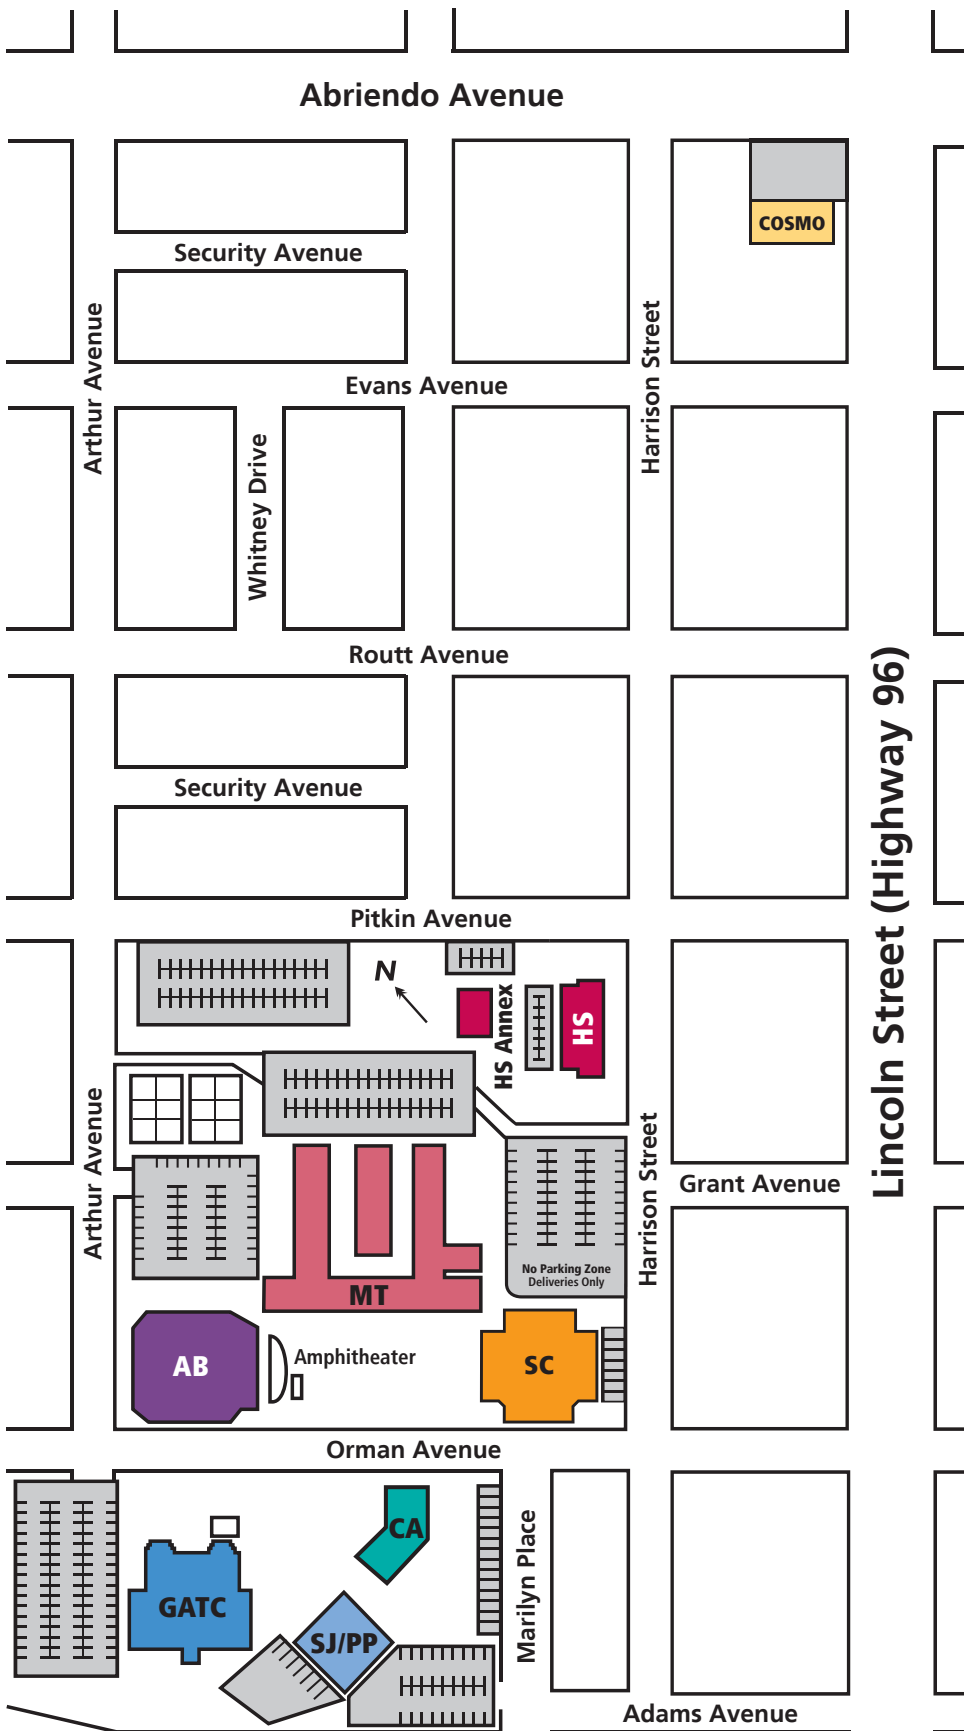 Abriendo Avenue
COSMO
Security Avenue
Arthur Avenue
Harrison Street
Evans Avenue
Whitney Drive
Routt Avenue
Lincoln Street (Highway 96)
Security Avenue
Pitkin Avenue
N
HS Annex
HS
Arthur Avenue
Harrison Street
Grant Avenue
No Parking Zone
Deliveries Only
MT
AB
Amphitheater
SC
Orman Avenue
CA
Marilyn Place
GATC
SJ/PP
Adams Avenue